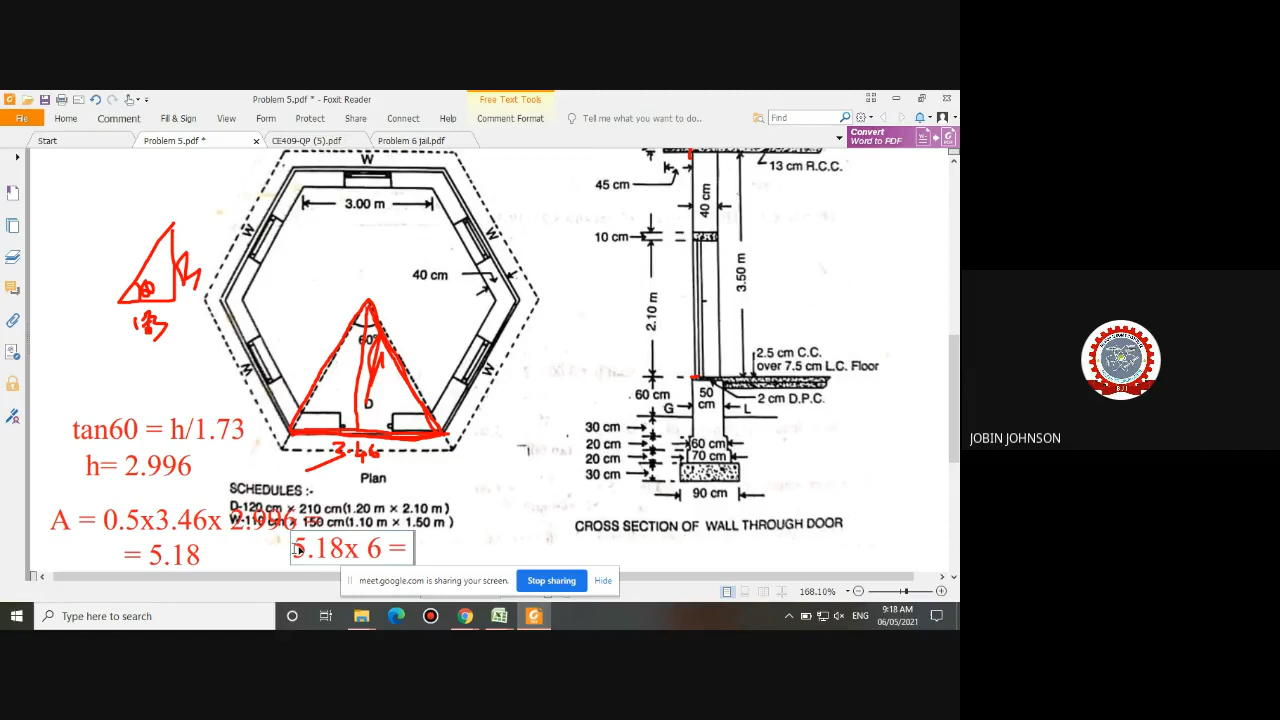 Problem 5.pdf * - Foxit Reader
Free Text Tools
File Home Comment Fill & Sign View Form Protect Share Connect Help Comment Format Tell me what you want to do.. Find
Start Problem 5.pdf * CE409-QP (5).pdf Problem 6 jail.pdf
Convert
Word to PDF
W
3.00 m
W
W
40 cm
60°
D
W
1.73
3.46
Plan
tan60 = h/1.73
h= 2.996
SCHEDULES :-
D-120 cm × 210 cm(1.20 m × 2.10 m)
W-110 cm × 150 cm(1.10 m × 1.50 m)
A = 0.5x3.46x 2.996 =
= 5.18
5.18x 6 =
13 cm R.C.C.
45 cm
40 cm
10 cm
3.50 m
2.10 m
2.5 cm C.C.
over 7.5 cm L.C. Floor
60 cm
50
cm
2 cm D.P.C.
G L
30 cm
20 cm
60 cm
20 cm
70 cm
30 cm
90 cm
CROSS SECTION OF WALL THROUGH DOOR
meet.google.com is sharing your screen. Stop sharing Hide
168.10%
Type here to search
ENG
9:18 AM
06/05/2021
BJI
JOBIN JOHNSON